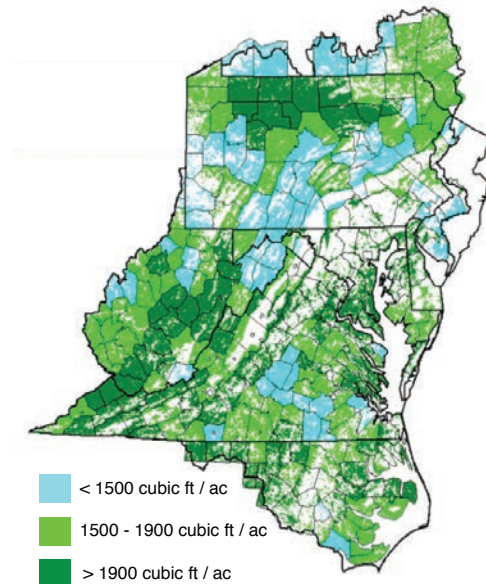 < 1500 cubic ft / ac
1500 - 1900 cubic ft / ac
> 1900 cubic ft / ac